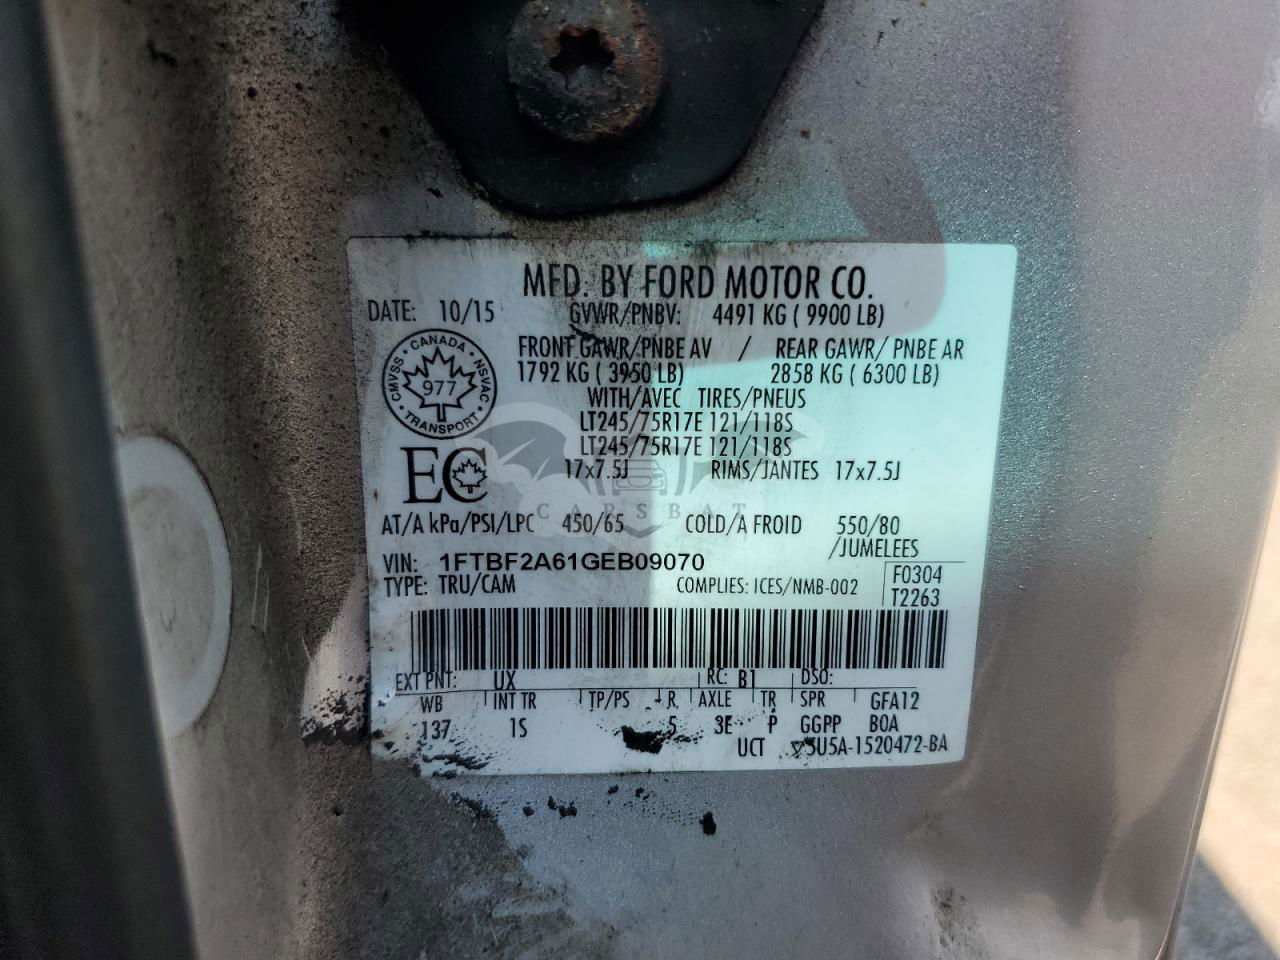 MFD. BY FORD MOTOR CO.
DATE: 10/15 GVWR/PNBV: 4491 KG ( 9900 LB)
FRONT GAWR/PNBE AV / REAR GAWR/ PNBE AR
1792 KG ( 3950 LB) 2858 KG ( 6300 LB)
WITH/AVEC TIRES/PNEUS
LT245/75R17E 121/118S
LT245/75R17E 121/118S
17x7.5J RIMS/JANTES 17x7.5J
CANADA
CMVSS 977 NSVAC
TRANSPORT
EC
CARSBAT
AT/A kPa/PSI/LPC 450/65 COLD/A FROID 550/80
/JUMELEES
VIN: 1FTBF2A61GEB09070
TYPE: TRU/CAM COMPLIES: ICES/NMB-002
F0304
T2263
EXT PNT: UX RC: B1 DSO:
WB INT TR TP/PS R AXLE TR SPR GFA12
137 1S 5 3E P GGPP B0A
UCT 5U5A-1520472-BA